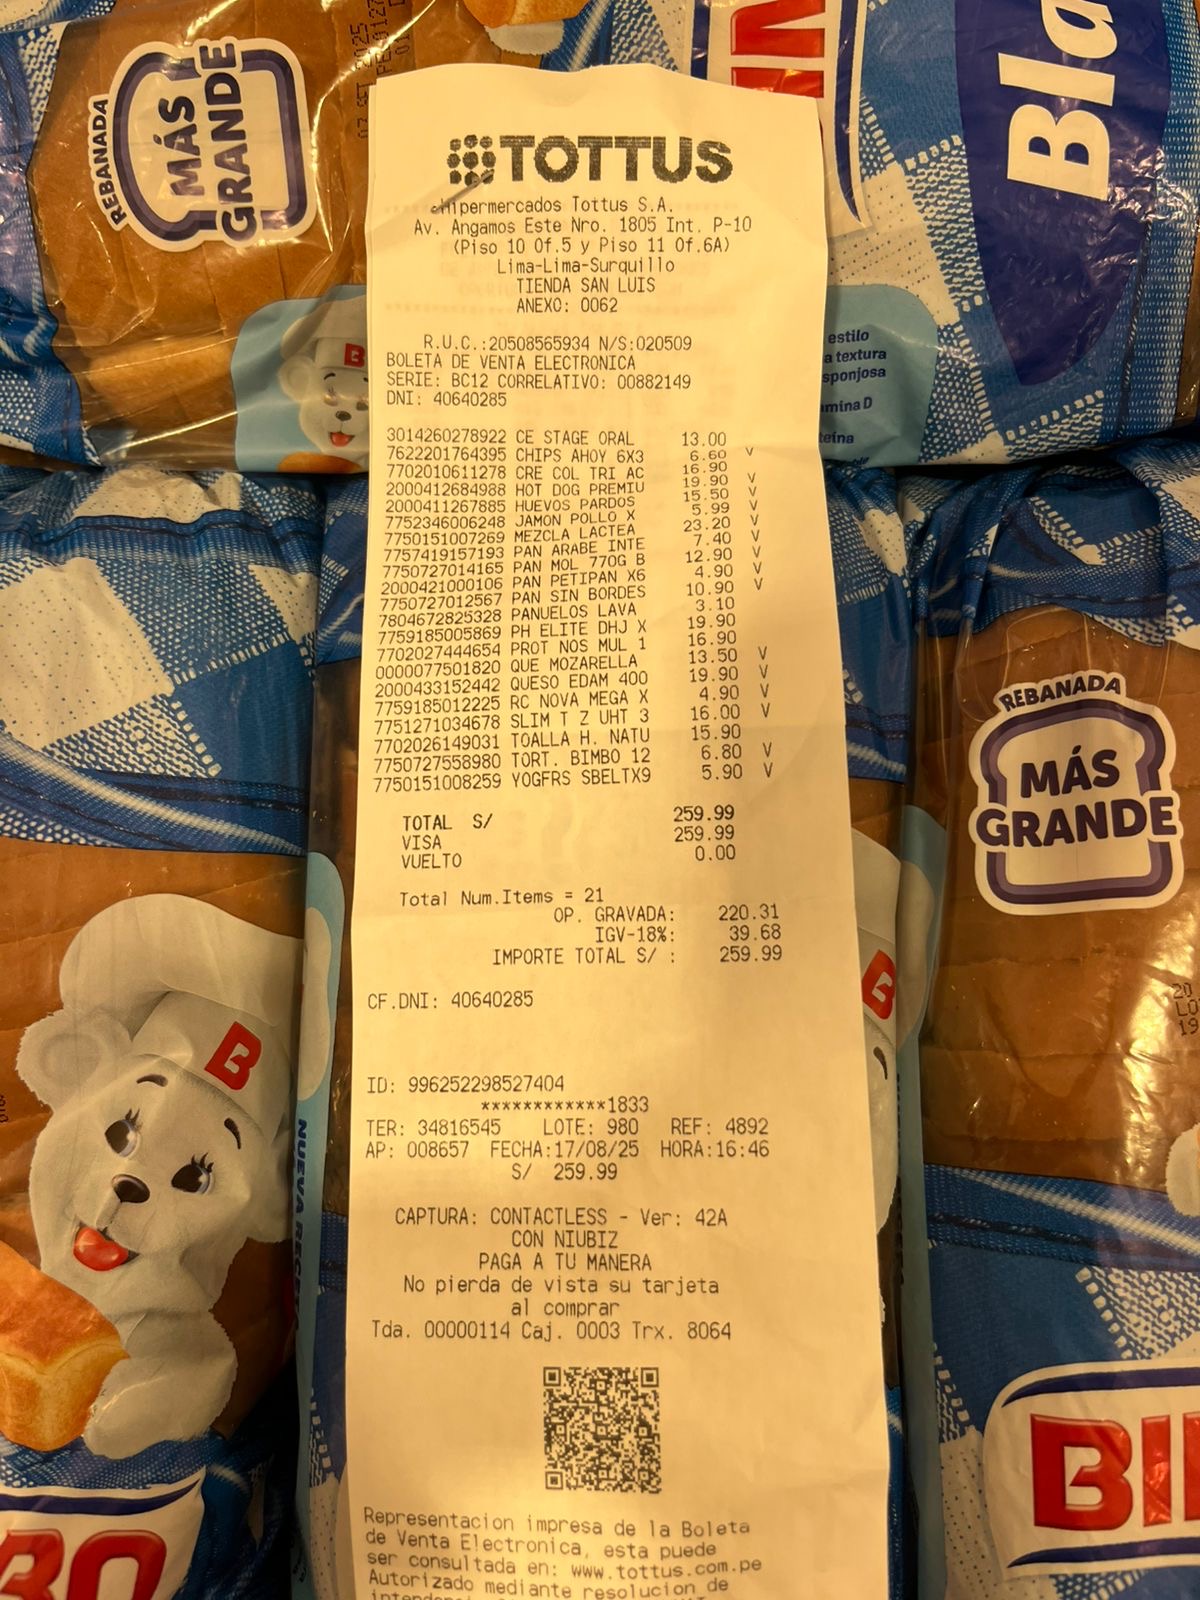 REBANADA
MÁS
GRANDE
Bla
estilo
a textura
sponjosa
TOTTUS
Hipermercados Tottus S.A.
Av. Angamos Este Nro. 1805 Int. P-10
(Piso 10 Of.5 y Piso 11 Of.6A)
Lima-Lima-Surquillo
TIENDA SAN LUIS
ANEXO: 0062
R.U.C.:20508565934 N/S:020509
BOLETA DE VENTA ELECTRONICA
SERIE: BC12 CORRELATIVO: 00882149
DNI: 40640285
3014260278922 CE STAGE ORAL 13.00
7622201764395 CHIPS AHOY 6X3 6.60 V
7702010611278 CRE COL TRI AC 16.90
2000412684988 HOT DOG PREMIU 19.90 V
2000411267885 HUEVOS PARDOS 15.50 V
7752346006248 JAMON POLLO X 5.99 V
7750151007269 MEZCLA LACTEA 23.20 V
7757419157193 PAN ARABE INTE 7.40 V
7750727014165 PAN MOL 770G B 12.90 V
2000421000106 PAN PETIPAN X6 4.90 V
7750727012567 PAN SIN BORDES 10.90 V
7804672825328 PANUELOS LAVA 3.10
7759185005869 PH ELITE DHJ X 19.90
7702027444654 PROT NOS MUL 1 16.90
0000077501820 QUE MOZARELLA 13.50 V
2000433152442 QUESO EDAM 400 19.90 V
7759185012225 RC NOVA MEGA X 4.90 V
7751271034678 SLIM T Z UHT 3 16.00 V
7702026149031 TOALLA H. NATU 15.90
7750727558980 TORT. BIMBO 12 6.80 V
7750151008259 YOGFRS SBELTX9 5.90 V
TOTAL S/ 259.99
VISA 259.99
VUELTO 0.00
Total Num.Items = 21
OP. GRAVADA: 220.31
IGV-18%: 39.68
IMPORTE TOTAL S/ : 259.99
CF.DNI: 40640285
ID: 996252298527404
************1833
TER: 34816545 LOTE: 980 REF: 4892
AP: 008657 FECHA:17/08/25 HORA:16:46
S/ 259.99
CAPTURA: CONTACTLESS - Ver: 42A
CON NIUBIZ
PAGA A TU MANERA
No pierda de vista su tarjeta
al comprar
Tda. 00000114 Caj. 0003 Trx. 8064
Representacion impresa de la Boleta
de Venta Electronica, esta puede
ser consultada en: www.tottus.com.pe
Autorizado mediante resolucion de
REBANADA
MÁS
GRANDE
B
B
BO
BI